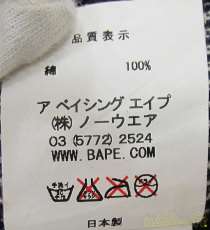 品質表示
綿 100%
ア ベイシング エイプ
(株) ノーウエア
03 (5772) 2524
WWW.BAPE.COM
日本製